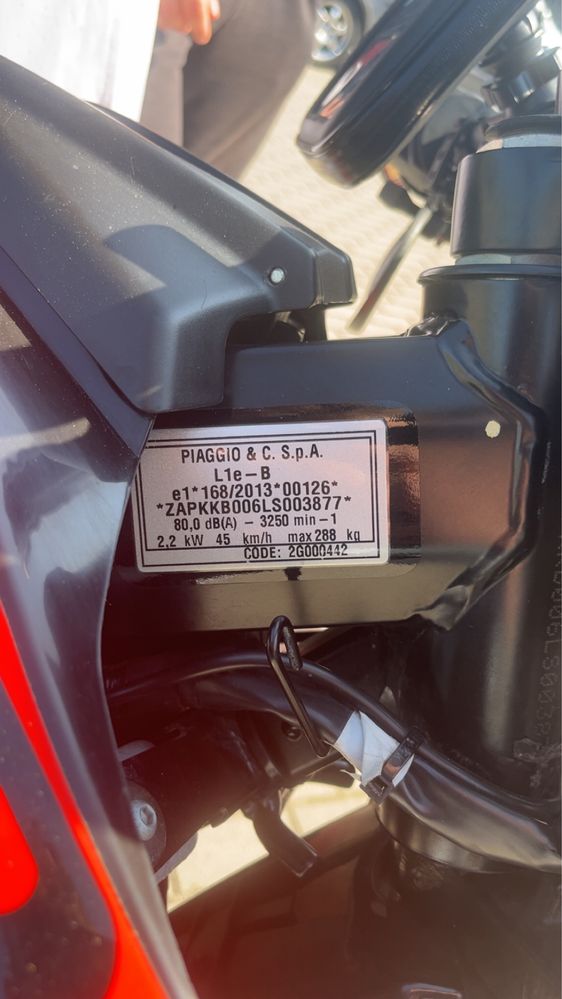 PIAGGIO & C. S.p.A.
L1e-B
e1*168/2013*00126*
*ZAPKKB006LS003877*
80,0 dB(A) - 3250 min-1
2,2 kW 45 km/h max 288 kg
CODE: 2G000442